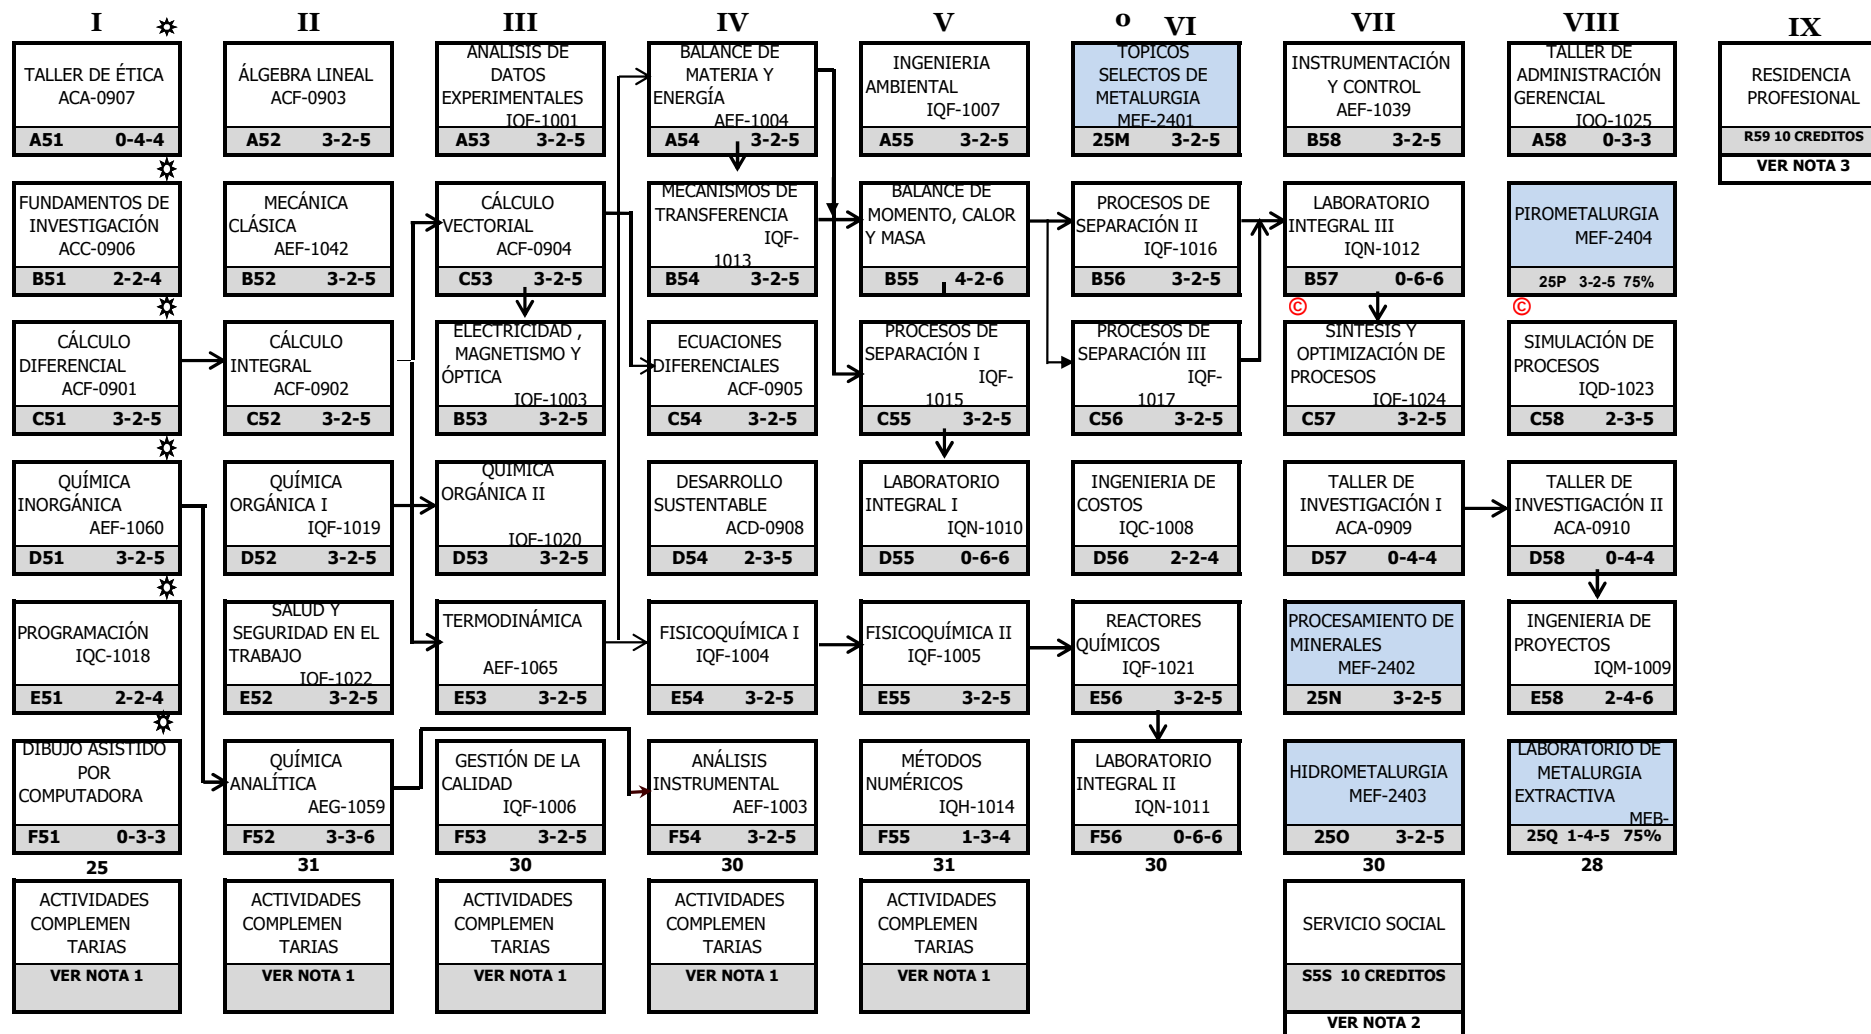 I II III IV V o VI VII VIII IX
TALLER DE ÉTICA
ACA-0907
A51 0-4-4
FUNDAMENTOS DE
INVESTIGACIÓN
ACC-0906
B51 2-2-4
CÁLCULO
DIFERENCIAL
ACF-0901
C51 3-2-5
QUÍMICA
INORGÁNICA
AEF-1060
D51 3-2-5
PROGRAMACIÓN
IQC-1018
E51 2-2-4
DIBUJO ASISTIDO
POR
COMPUTADORA
F51 0-3-3
25
ACTIVIDADES
COMPLEMEN
TARIAS
VER NOTA 1
ÁLGEBRA LINEAL
ACF-0903
A52 3-2-5
MECÁNICA
CLÁSICA
AEF-1042
B52 3-2-5
CÁLCULO
INTEGRAL
ACF-0902
C52 3-2-5
QUÍMICA
ORGÁNICA I
IQF-1019
D52 3-2-5
SALUD Y
SEGURIDAD EN EL
TRABAJO
IQF-1022
E52 3-2-5
QUÍMICA
ANALÍTICA
AEG-1059
F52 3-3-6
31
ACTIVIDADES
COMPLEMEN
TARIAS
VER NOTA 1
ANALISIS DE
DATOS
EXPERIMENTALES
IQF-1001
A53 3-2-5
CÁLCULO
VECTORIAL
ACF-0904
C53 3-2-5
ELECTRICIDAD ,
MAGNETISMO Y
ÓPTICA
IQF-1003
B53 3-2-5
QUIMICA
ORGÁNICA II
IQF-1020
D53 3-2-5
TERMODINÁMICA
AEF-1065
E53 3-2-5
GESTIÓN DE LA
CALIDAD
IQF-1006
F53 3-2-5
30
ACTIVIDADES
COMPLEMEN
TARIAS
VER NOTA 1
BALANCE DE
MATERIA Y
ENERGÍA
AEF-1004
A54 3-2-5
MECANISMOS DE
TRANSFERENCIA
IQF-
1013
B54 3-2-5
ECUACIONES
DIFERENCIALES
ACF-0905
C54 3-2-5
DESARROLLO
SUSTENTABLE
ACD-0908
D54 2-3-5
FISICOQUÍMICA I
IQF-1004
E54 3-2-5
ANÁLISIS
INSTRUMENTAL
AEF-1003
F54 3-2-5
30
ACTIVIDADES
COMPLEMEN
TARIAS
VER NOTA 1
INGENIERIA
AMBIENTAL
IQF-1007
A55 3-2-5
BALANCE DE
MOMENTO, CALOR
Y MASA
B55 4-2-6
PROCESOS DE
SEPARACIÓN I
IQF-
1015
C55 3-2-5
LABORATORIO
INTEGRAL I
IQN-1010
D55 0-6-6
FISICOQUÍMICA II
IQF-1005
E55 3-2-5
MÉTODOS
NUMÉRICOS
IQH-1014
F55 1-3-4
31
ACTIVIDADES
COMPLEMEN
TARIAS
VER NOTA 1
TOPICOS
SELECTOS DE
METALURGIA
MEF-2401
25M 3-2-5
PROCESOS DE
SEPARACIÓN II
IQF-1016
B56 3-2-5
PROCESOS DE
SEPARACIÓN III
IQF-
1017
C56 3-2-5
INGENIERIA DE
COSTOS
IQC-1008
D56 2-2-4
REACTORES
QUÍMICOS
IQF-1021
E56 3-2-5
LABORATORIO
INTEGRAL II
IQN-1011
F56 0-6-6
30
INSTRUMENTACIÓN
Y CONTROL
AEF-1039
B58 3-2-5
LABORATORIO
INTEGRAL III
IQN-1012
B57 0-6-6
©
SINTESIS Y
OPTIMIZACIÓN DE
PROCESOS
IQF-1024
C57 3-2-5
TALLER DE
INVESTIGACIÓN I
ACA-0909
D57 0-4-4
PROCESAMIENTO DE
MINERALES
MEF-2402
25N 3-2-5
HIDROMETALURGIA
MEF-2403
25O 3-2-5
30
SERVICIO SOCIAL
S5S 10 CREDITOS
VER NOTA 2
TALLER DE
ADMINISTRACIÓN
GERENCIAL
IQO-1025
A58 0-3-3
PIROMETALURGIA
MEF-2404
25P 3-2-5 75%
©
SIMULACIÓN DE
PROCESOS
IQD-1023
C58 2-3-5
TALLER DE
INVESTIGACIÓN II
ACA-0910
D58 0-4-4
INGENIERIA DE
PROYECTOS
IQM-1009
E58 2-4-6
LABORATORIO DE
METALURGIA
EXTRACTIVA
MEB-
25Q 1-4-5 75%
28
RESIDENCIA
PROFESIONAL
R59 10 CREDITOS
VER NOTA 3